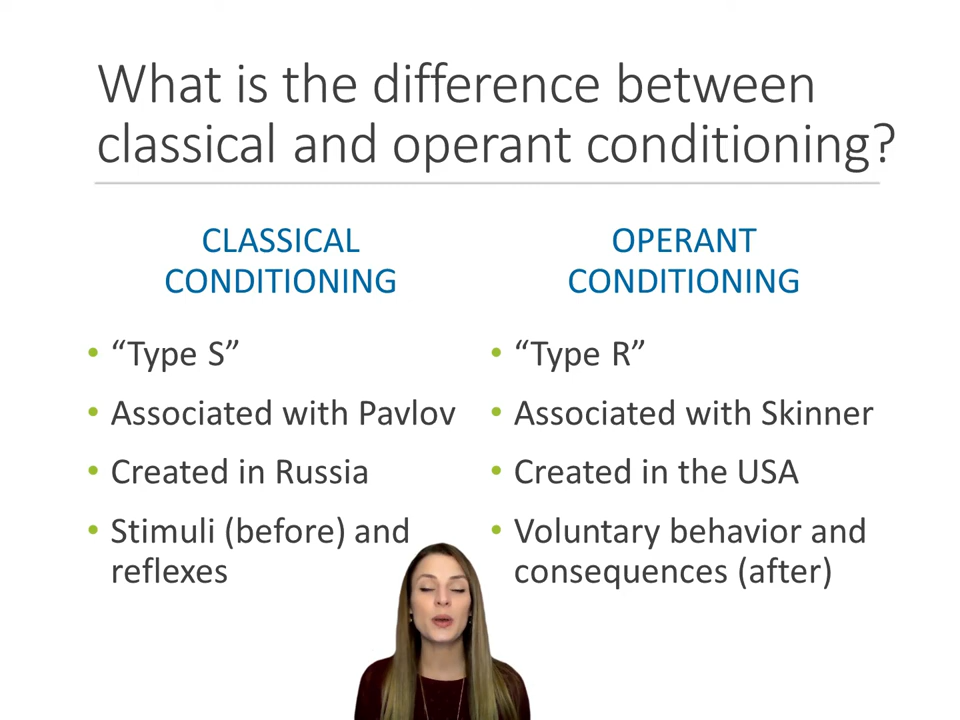 What is the difference between
classical and operant conditioning?
CLASSICAL
CONDITIONING
• “Type S”
• Associated with Pavlov
• Created in Russia
• Stimuli (before) and
reflexes
OPERANT
CONDITIONING
• “Type R”
• Associated with Skinner
• Created in the USA
• Voluntary behavior and
consequences (after)